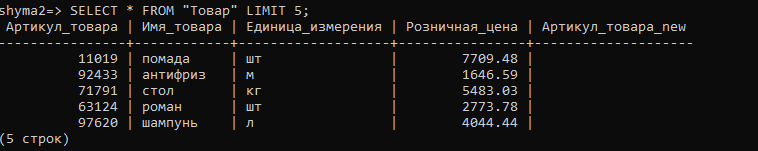 shyma2=> SELECT * FROM "Товар" LIMIT 5;
Артикул_товара | Имя_товара | Единица_измерения | Розничная_цена | Артикул_товара_new
----------------+------------+-------------------+----------------+--------------------
11019 | помада | шт | 7709.48 |
92433 | антифриз | м | 1646.59 |
71791 | стол | кг | 5483.03 |
63124 | роман | шт | 2773.78 |
97620 | шампунь | л | 4044.44 |
(5 строк)